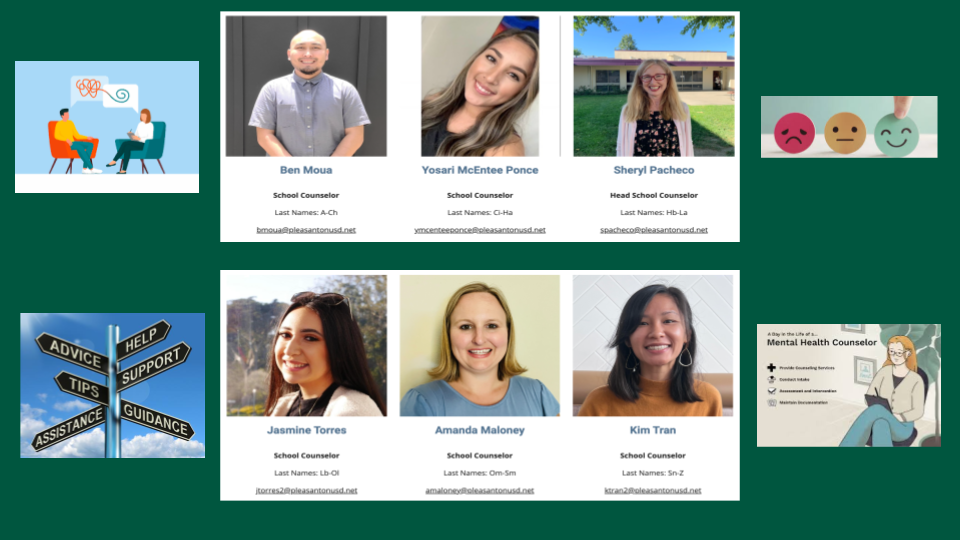 Ben Moua
School Counselor
Last Names: A-Ch
bmoua@pleasantonusd.net
Yosari McEntee Ponce
School Counselor
Last Names: Ci-Ha
ymcenteeponce@pleasantonusd.net
Sheryl Pacheco
Head School Counselor
Last Names: Hb-La
spacheco@pleasantonusd.net
ADVICE
HELP
SUPPORT
TIPS
ASSISTANCE
GUIDANCE
Jasmine Torres
School Counselor
Last Names: Lb-Ol
jtorres2@pleasantonusd.net
Amanda Maloney
School Counselor
Last Names: Om-Sm
amaloney@pleasantonusd.net
Kim Tran
School Counselor
Last Names: Sn-Z
ktran2@pleasantonusd.net
A Day in the Life of a...
Mental Health Counselor
Provide Counseling Services
Conduct Intake
Assessment and Intervention
Maintain Documentation